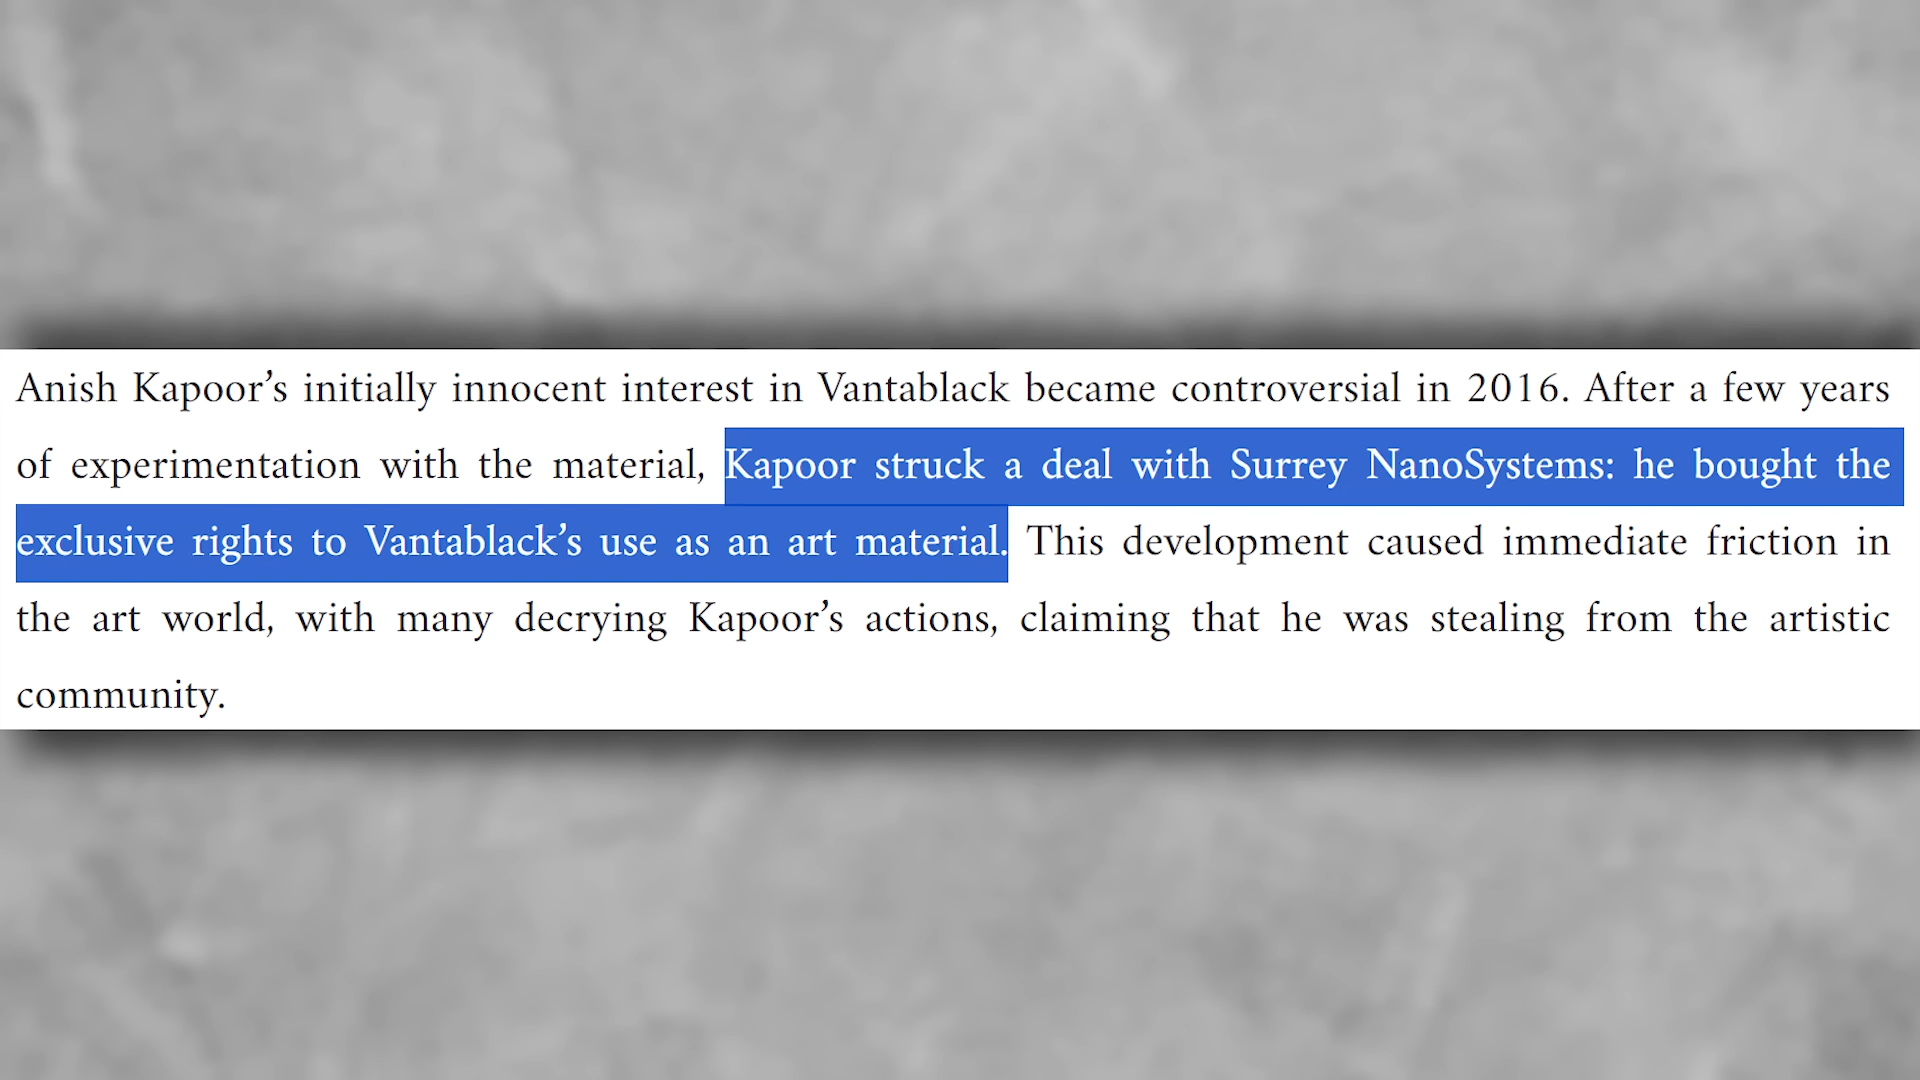 Anish Kapoor’s initially innocent interest in Vantablack became controversial in 2016. After a few years
of experimentation with the material, Kapoor struck a deal with Surrey NanoSystems: he bought the
exclusive rights to Vantablack’s use as an art material. This development caused immediate friction in
the art world, with many decrying Kapoor’s actions, claiming that he was stealing from the artistic
community.